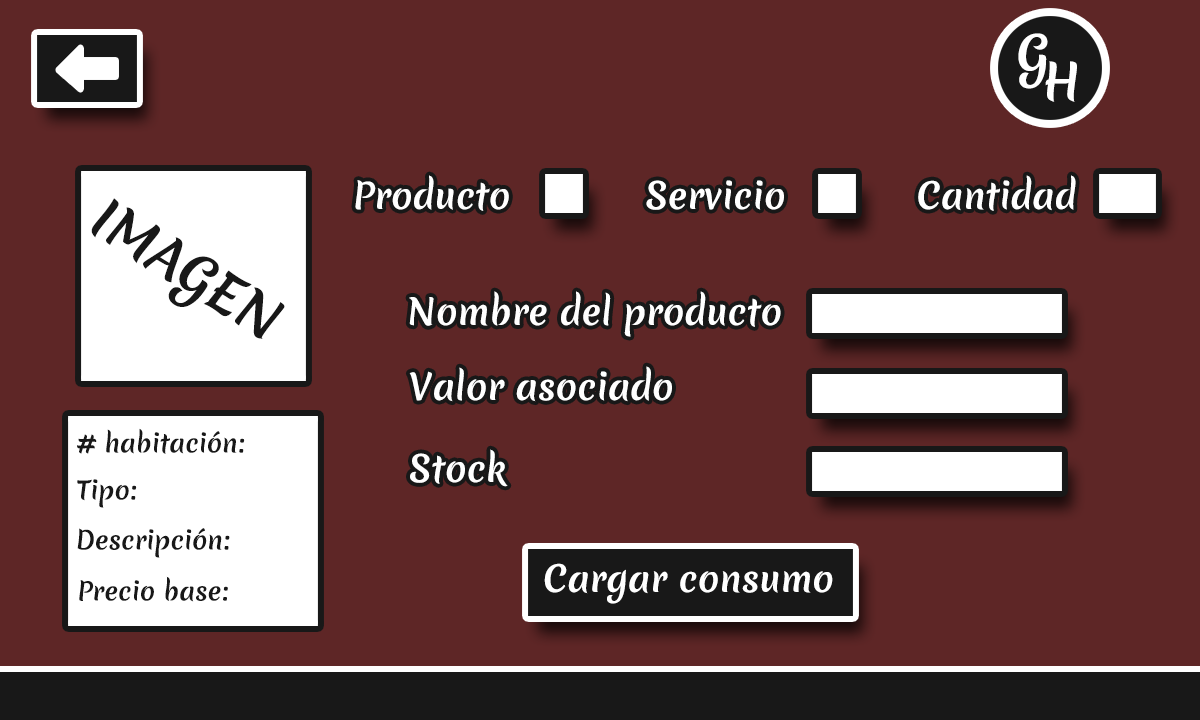 GH
Producto
Servicio
Cantidad
IMAGEN
Nombre del producto
Valor asociado
Stock
# habitación:
Tipo:
Descripción:
Precio base:
Cargar consumo